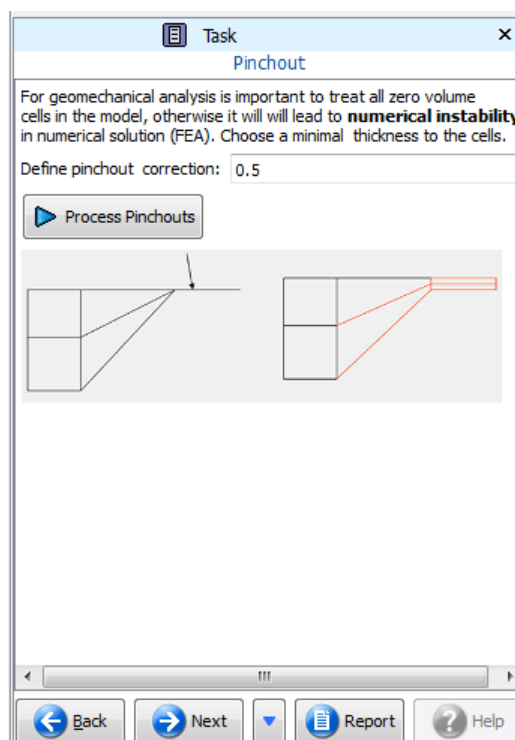 Task
Pinchout
For geomechanical analysis is important to treat all zero volume
cells in the model, otherwise it will will lead to numerical instability
in numerical solution (FEA). Choose a minimal thickness to the cells.
Define pinchout correction: 0.5
Process Pinchouts
Back Next Report Help